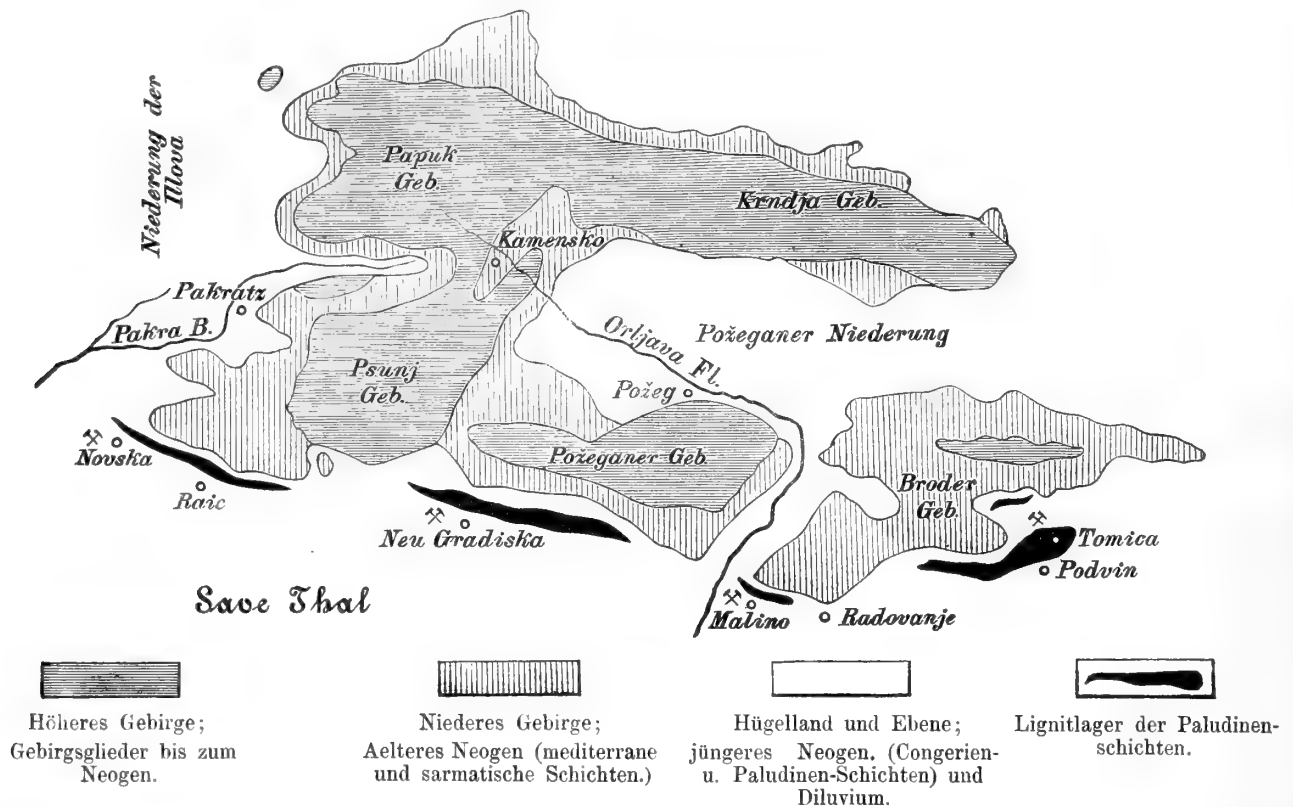 Niederung der
Illova
Papuk
Geb.
Krndja Geb.
Kamensko
Pakratz
Pakra B.
Orljava Fl.
Požeganer Niederung
Psunj
Geb.
Požeg
Požeganer Geb.
Broder
Geb.
Novska
Raic
Neu Gradiska
Tomica
Podvin
Save Thal
Malino
Radovanje
Höheres Gebirge;
Gebirgsglieder bis zum
Neogen.
Niederes Gebirge;
Aelteres Neogen (mediterrane
und sarmatische Schichten.)
Hügelland und Ebene;
jüngeres Neogen. (Congerien-
u. Paludinen-Schichten) und
Diluvium.
Lignitlager der Paludinen-
schichten.